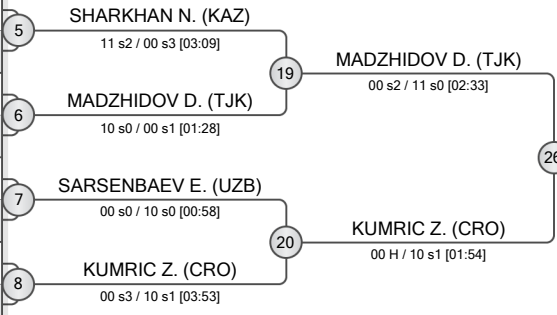 SHARKHAN N. (KAZ)
5
11 s2 / 00 s3 [03:09]
19
MADZHIDOV D. (TJK)
00 s2 / 11 s0 [02:33]
MADZHIDOV D. (TJK)
6
10 s0 / 00 s1 [01:28]
26
SARSENBAEV E. (UZB)
7
00 s0 / 10 s0 [00:58]
20
KUMRIC Z. (CRO)
00 H / 10 s1 [01:54]
KUMRIC Z. (CRO)
8
00 s3 / 10 s1 [03:53]